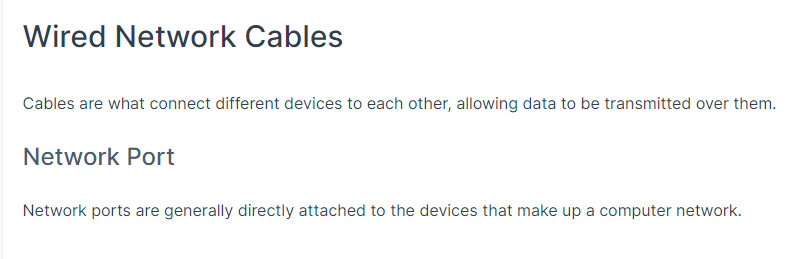 Wired Network Cables
Cables are what connect different devices to each other, allowing data to be transmitted over them.
Network Port
Network ports are generally directly attached to the devices that make up a computer network.